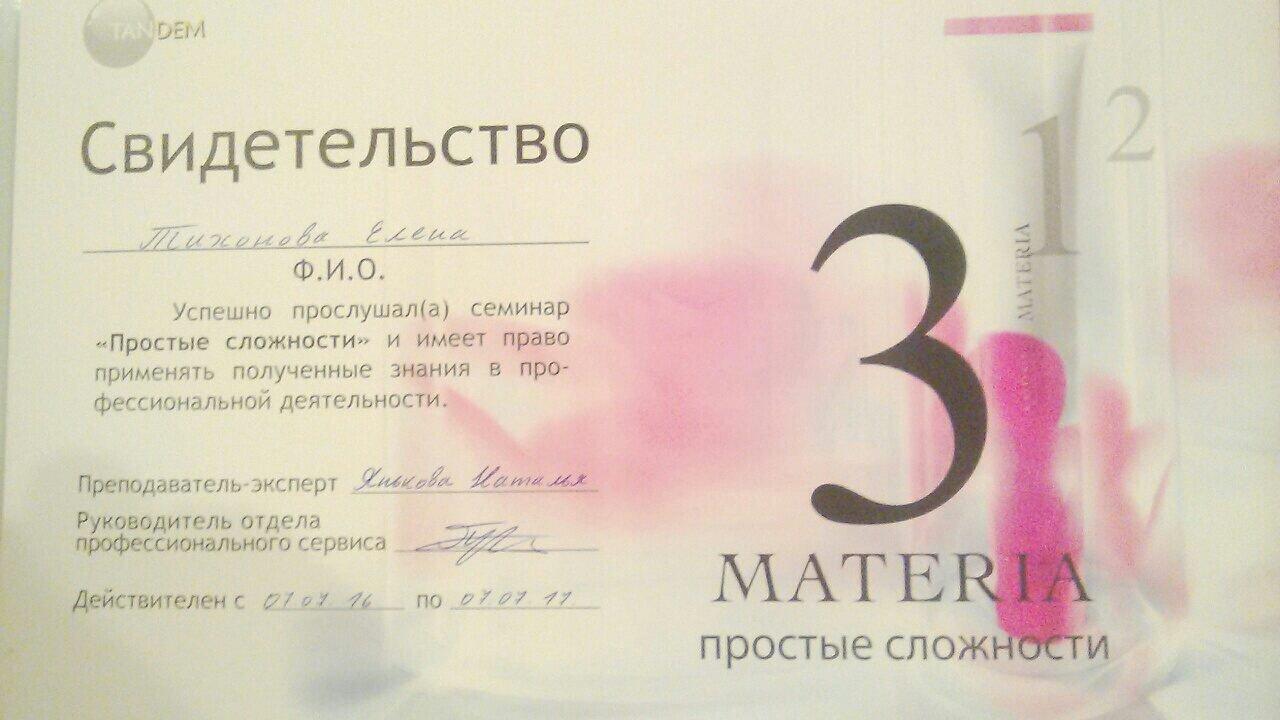 TANDEM
Свидетельство
Тихонова Елена
Ф.И.О.
Успешно прослушал(а) семинар
«Простые сложности» и имеет право
применять полученные знания в про-
фессиональной деятельности.
Преподаватель-эксперт Янькова Наталья
Руководитель отдела
профессионального сервиса
Действителен с 07 07 16 по 07 07 17
1 2
MATERIA
3
MATERIA
простые сложности